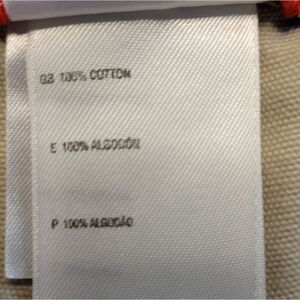 GB 100% COTTON
E 100% ALGODÓN
P 100% ALGODÃO